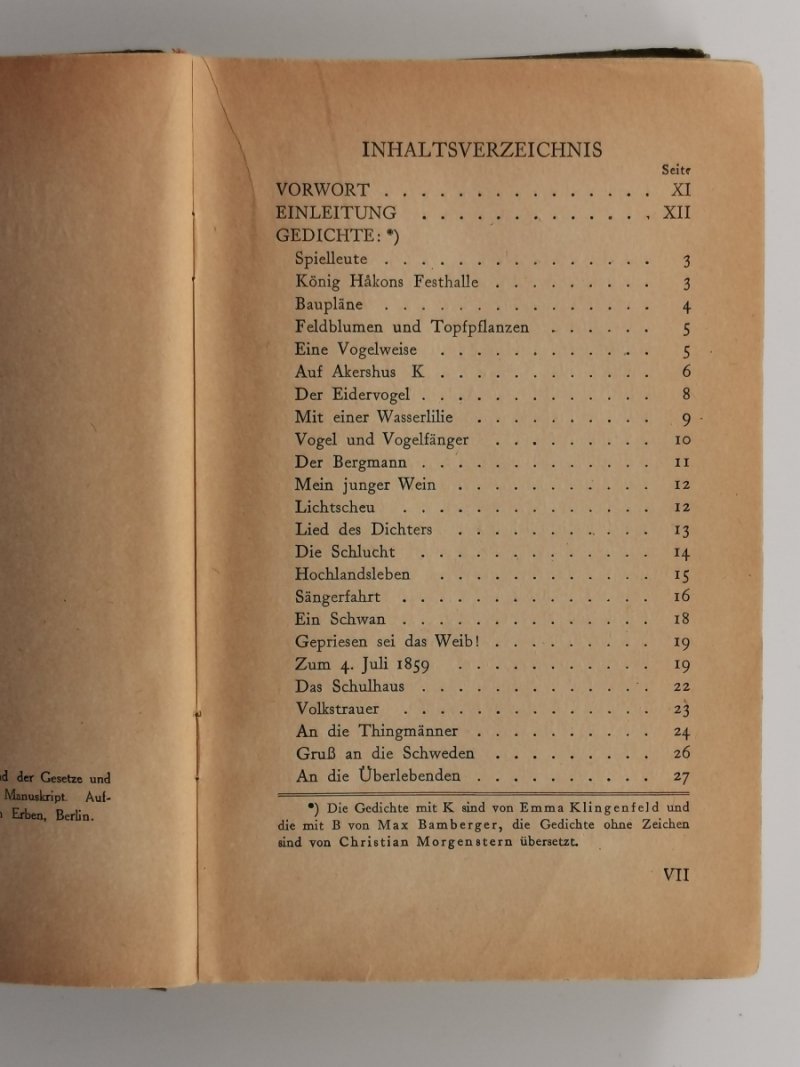 d der Gesetze und
Manuskript. Auf-
Erben, Berlin.
INHALTSVERZEICHNIS
Seite
VORWORT . . . . . . . . . . . . . . . XI
EINLEITUNG . . . . . . . . . . . . . XII
GEDICHTE: *)
Spielleute . . . . . . . . . . . . . . . 3
König Håkons Festhalle . . . . . . . . . 3
Baupläne . . . . . . . . . . . . . . . 4
Feldblumen und Topfpflanzen . . . . . . 5
Eine Vogelweise . . . . . . . . . . . . 5
Auf Akershus K . . . . . . . . . . . . 6
Der Eidervogel . . . . . . . . . . . . . 8
Mit einer Wasserlilie . . . . . . . . . . 9
Vogel und Vogelfänger . . . . . . . . . 10
Der Bergmann . . . . . . . . . . . . . 11
Mein junger Wein . . . . . . . . . . . 12
Lichtscheu . . . . . . . . . . . . . . 12
Lied des Dichters . . . . . . . . . . . 13
Die Schlucht . . . . . . . . . . . . . 14
Hochlandsleben . . . . . . . . . . . . 15
Sängerfahrt . . . . . . . . . . . . . . 16
Ein Schwan . . . . . . . . . . . . . . 18
Gepriesen sei das Weib! . . . . . . . . . 19
Zum 4. Juli 1859 . . . . . . . . . . . 19
Das Schulhaus . . . . . . . . . . . . . 22
Volkstrauer . . . . . . . . . . . . . . 23
An die Thingmänner . . . . . . . . . . 24
Gruß an die Schweden . . . . . . . . . 26
An die Überlebenden . . . . . . . . . . 27
*) Die Gedichte mit K sind von Emma Klingenfeld und
die mit B von Max Bamberger, die Gedichte ohne Zeichen
sind von Christian Morgenstern übersetzt.
VII